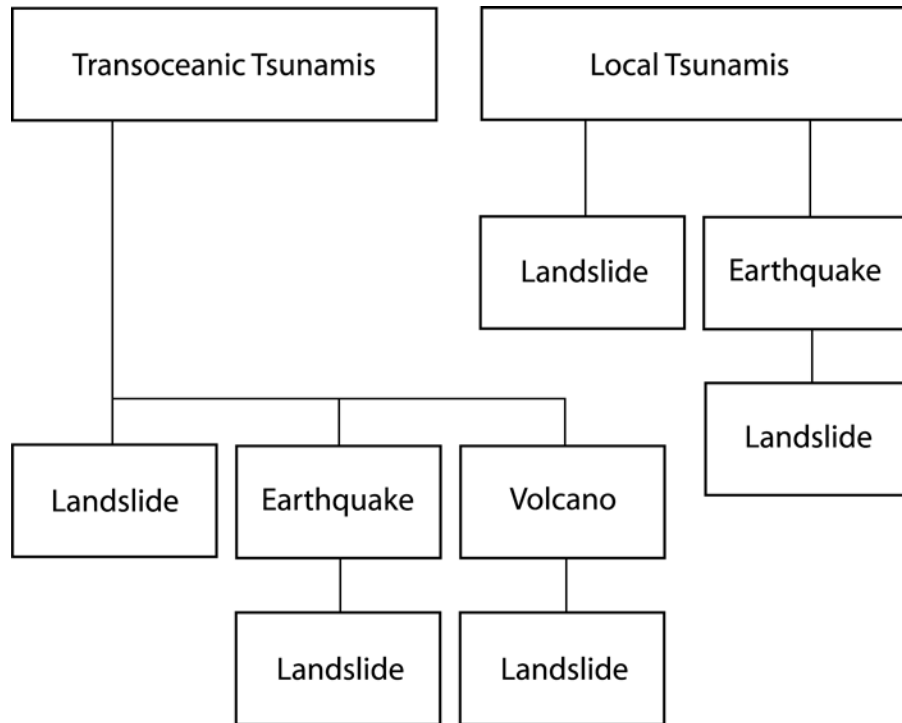 Transoceanic Tsunamis
Local Tsunamis
Landslide
Earthquake
Landslide
Landslide
Earthquake
Volcano
Landslide
Landslide